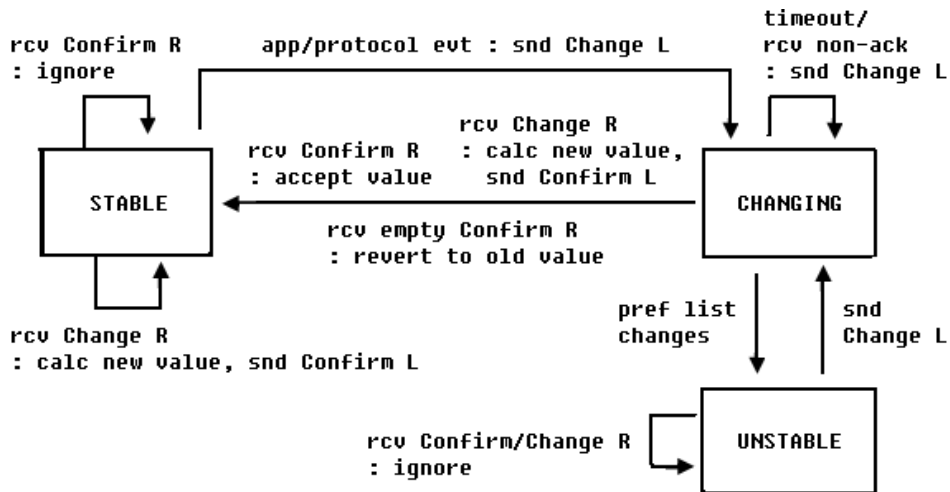 timeout/
rcv Confirm R
: ignore
app/protocol evt : snd Change L
rcv non-ack
: snd Change L
rcv Confirm R
: accept value
rcv Change R
: calc new value,
snd Confirm L
STABLE
CHANGING
rcv empty Confirm R
: revert to old value
rcv Change R
: calc new value, snd Confirm L
pref list
changes
snd
Change L
rcv Confirm/Change R
: ignore
UNSTABLE